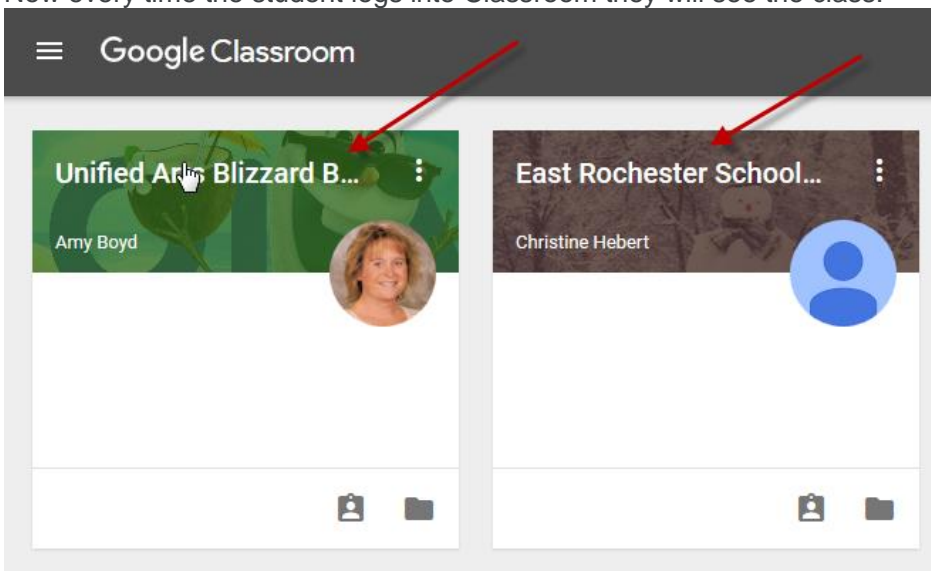 Now every time the student logs into Classroom they will see the class.
Google Classroom
Unified Arts Blizzard B...
Amy Boyd
East Rochester School...
Christine Hebert